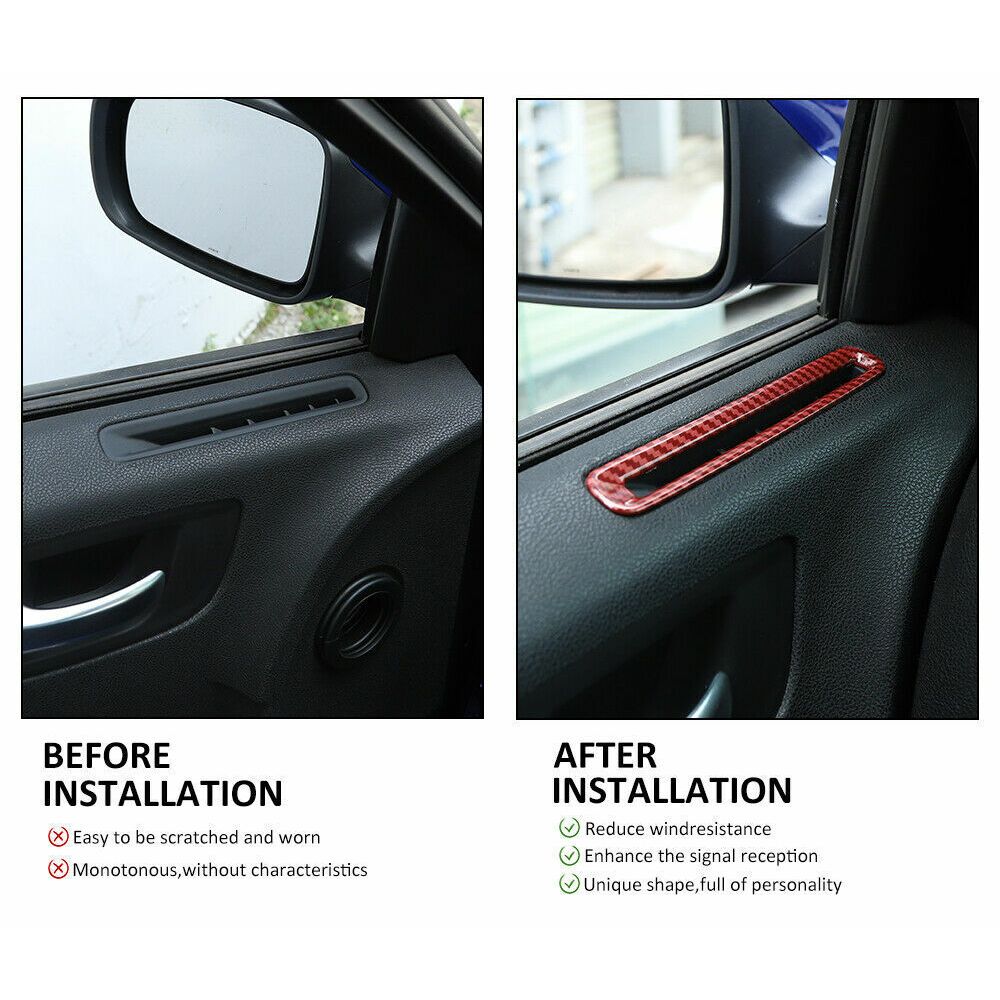 BEFORE
INSTALLATION
Easy to be scratched and worn
Monotonous,without characteristics
AFTER
INSTALLATION
Reduce windresistance
Enhance the signal reception
Unique shape,full of personality